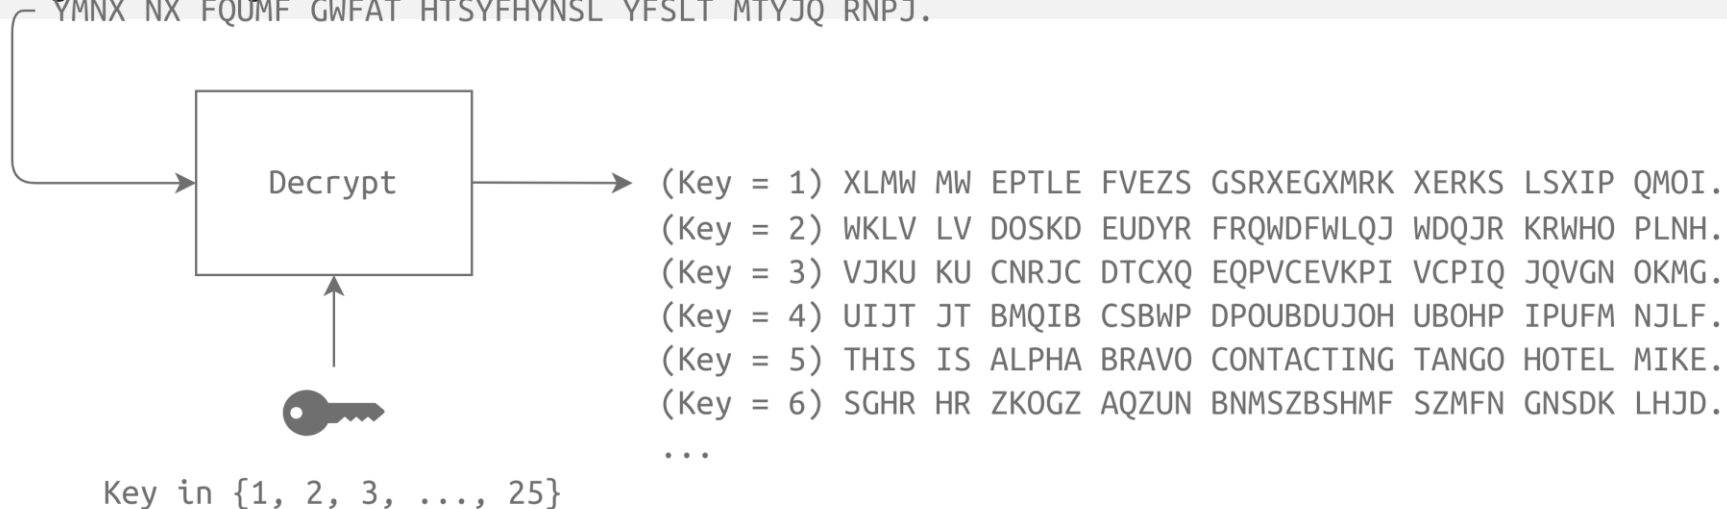 YMNX NX FQUMF GWFAT HTSYFHYNSL YFSLT MTYJQ RNPJ.
Decrypt
(Key = 1) XLMW MW EPTLE FVEZS GSRXEGXMRK XERKS LSXIP QMOI.
(Key = 2) WKLV LV DOSKD EUDYR FRQWDFWLQJ WDQJR KRWHO PLNH.
(Key = 3) VJKU KU CNRJC DTCXQ EQPVCEVKPI VCPIQ JQVGN OKMG.
(Key = 4) UIJT JT BMQIB CSBWP DPOUBDUJOH UBOHP IPUFM NJLF.
(Key = 5) THIS IS ALPHA BRAVO CONTACTING TANGO HOTEL MIKE.
(Key = 6) SGHR HR ZKOGZ AQZUN BNMSZBSHMF SZMFN GNSDK LHJD.
...
Key in {1, 2, 3, ..., 25}